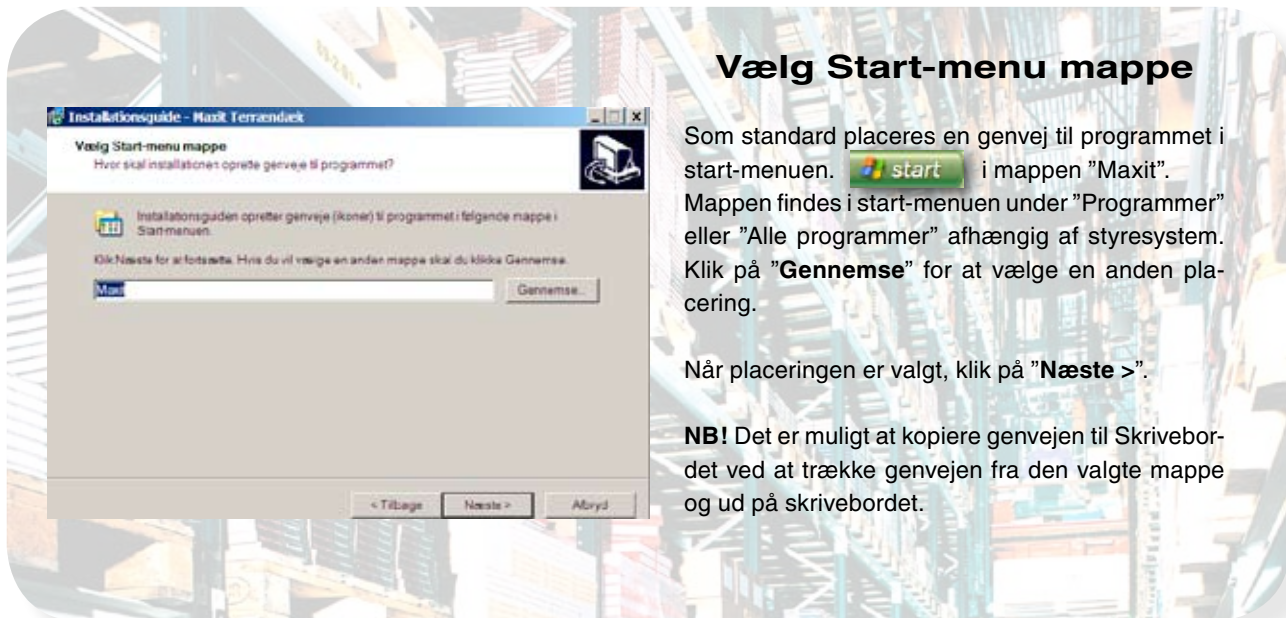 Vælg Start-menu mappe
Installationsguide - Maxit Terrændæk
Vælg Start-menu mappe
Hvor skal installationen oprette genveje til programmet?
Installationsguiden opretter genveje (ikoner) til programmet i følgende mappe i
Start-menuen.
Klik Næste for at fortsætte. Hvis du vil vælge en anden mappe skal du klikke Gennemse.
Maxit
Gennemse...
< Tilbage
Næste >
Afbryd
Som standard placeres en genvej til programmet i
start-menuen. start i mappen ”Maxit”.
Mappen findes i start-menuen under ”Programmer”
eller ”Alle programmer” afhængig af styresystem.
Klik på ”Gennemse” for at vælge en anden pla-
cering.
Når placeringen er valgt, klik på ”Næste >”.
NB! Det er muligt at kopiere genvejen til Skrivebor-
det ved at trække genvejen fra den valgte mappe
og ud på skrivebordet.